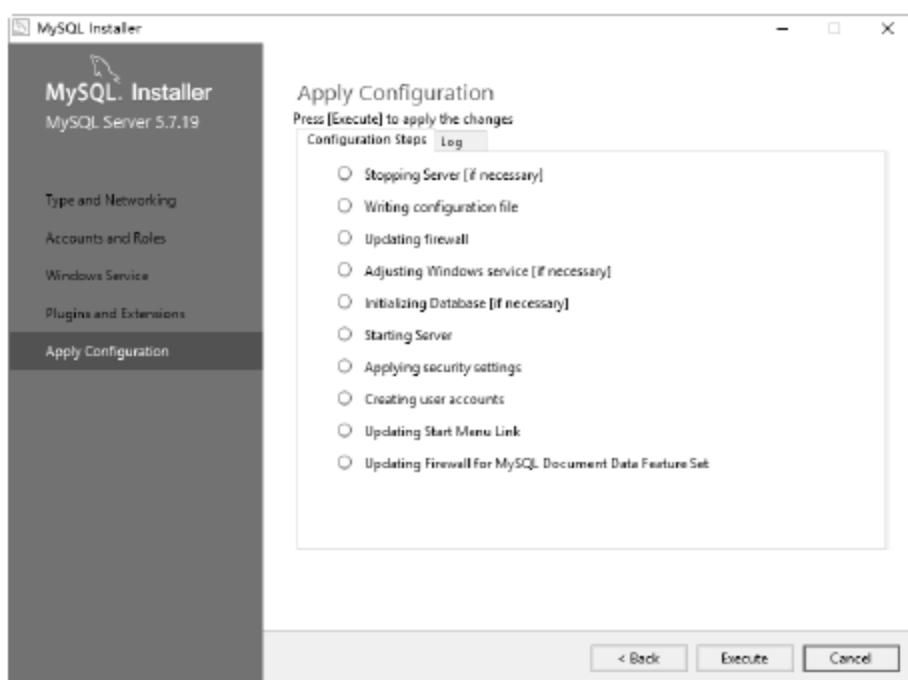 MySQL Installer
MySQL. Installer
MySQL Server 5.7.19
Type and Networking
Accounts and Roles
Windows Service
Plugins and Extensions
Apply Configuration
Apply Configuration
Press [Execute] to apply the changes
Configuration Steps Log
Stopping Server [if necessary]
Writing configuration file
Updating firewall
Adjusting Windows service [if necessary]
Initializing Database [if necessary]
Starting Server
Applying security settings
Creating user accounts
Updating Start Menu Link
Updating Firewall for MySQL Document Data Feature Set
< Back Execute Cancel